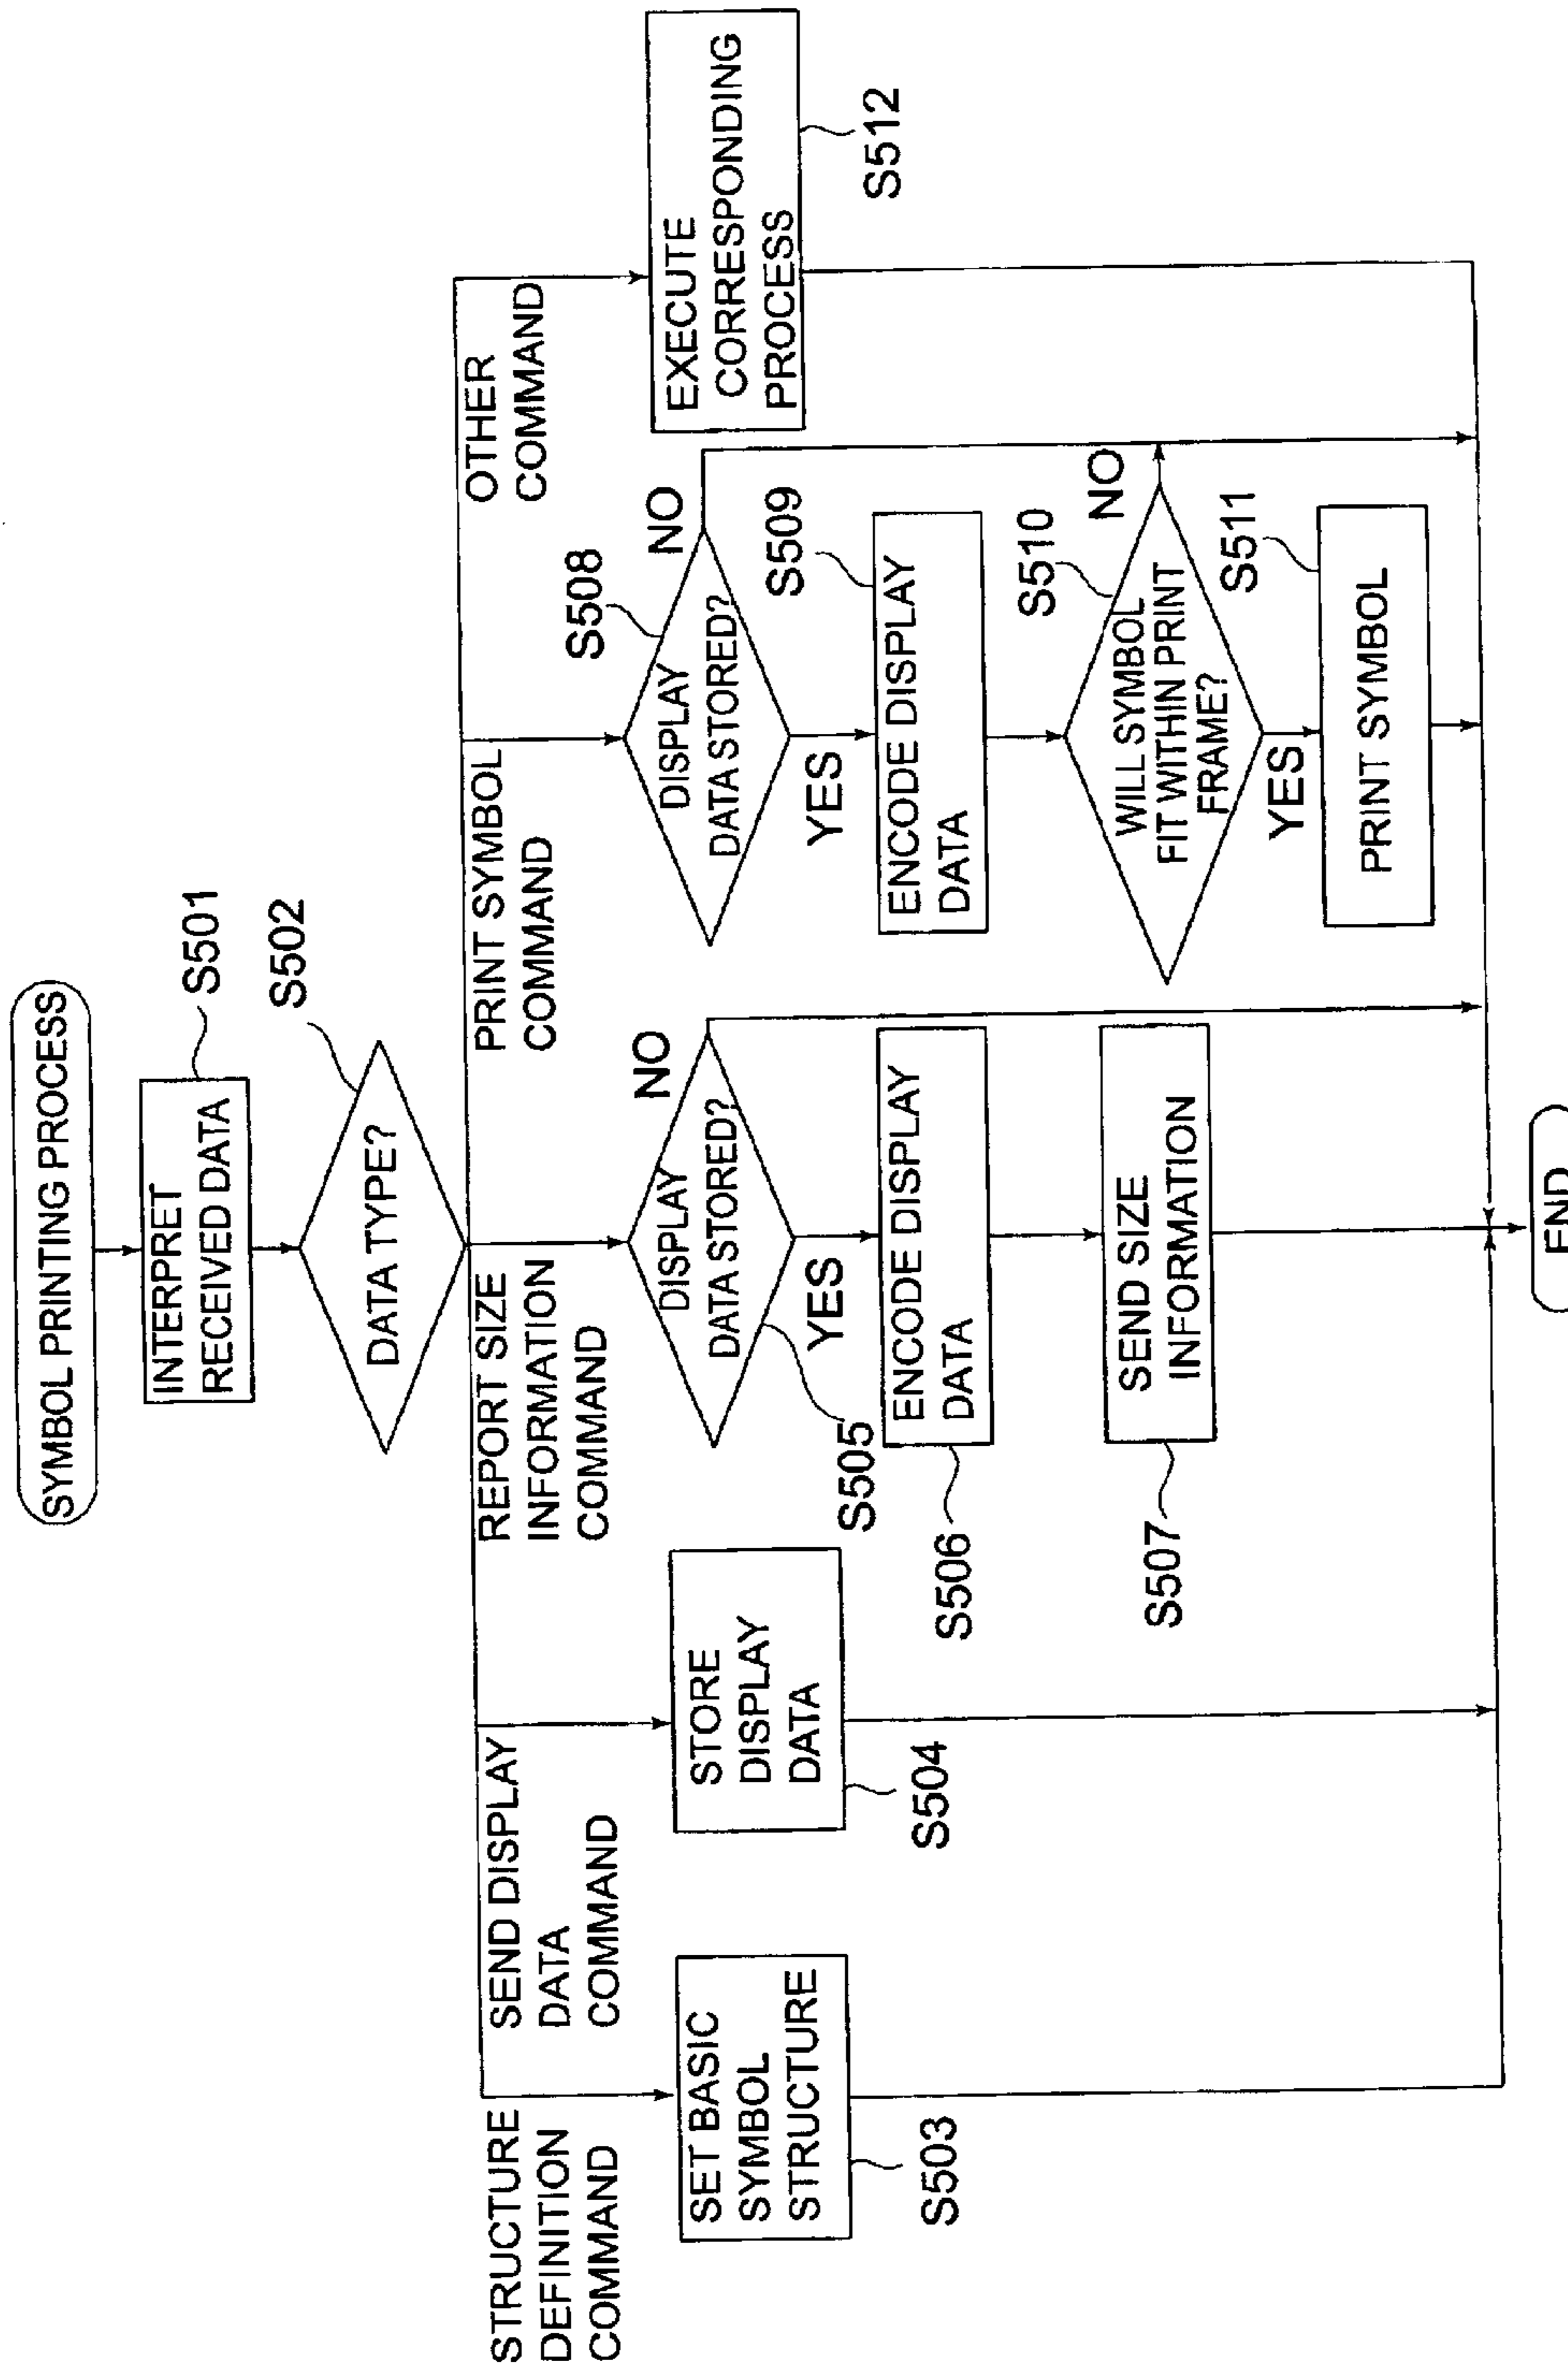 SYMBOL PRINTING PROCESS
INTERPRET
RECEIVED DATA
S501
DATA TYPE?
S502
STRUCTURE
DEFINITION
COMMAND
SET BASIC
SYMBOL
STRUCTURE
S503
SEND DISPLAY
DATA
COMMAND
STORE
DISPLAY
DATA
S504
REPORT SIZE
INFORMATION
COMMAND
DISPLAY
DATA STORED?
NO
YES
S505
ENCODE DISPLAY
DATA
S506
SEND SIZE
INFORMATION
S507
PRINT SYMBOL
COMMAND
S508
DISPLAY
DATA STORED?
NO
YES
S509
ENCODE DISPLAY
DATA
S510
WILL SYMBOL
FIT WITHIN PRINT
FRAME?
NO
YES
S511
PRINT SYMBOL
OTHER
COMMAND
EXECUTE
CORRESPONDING
PROCESS
S512
END